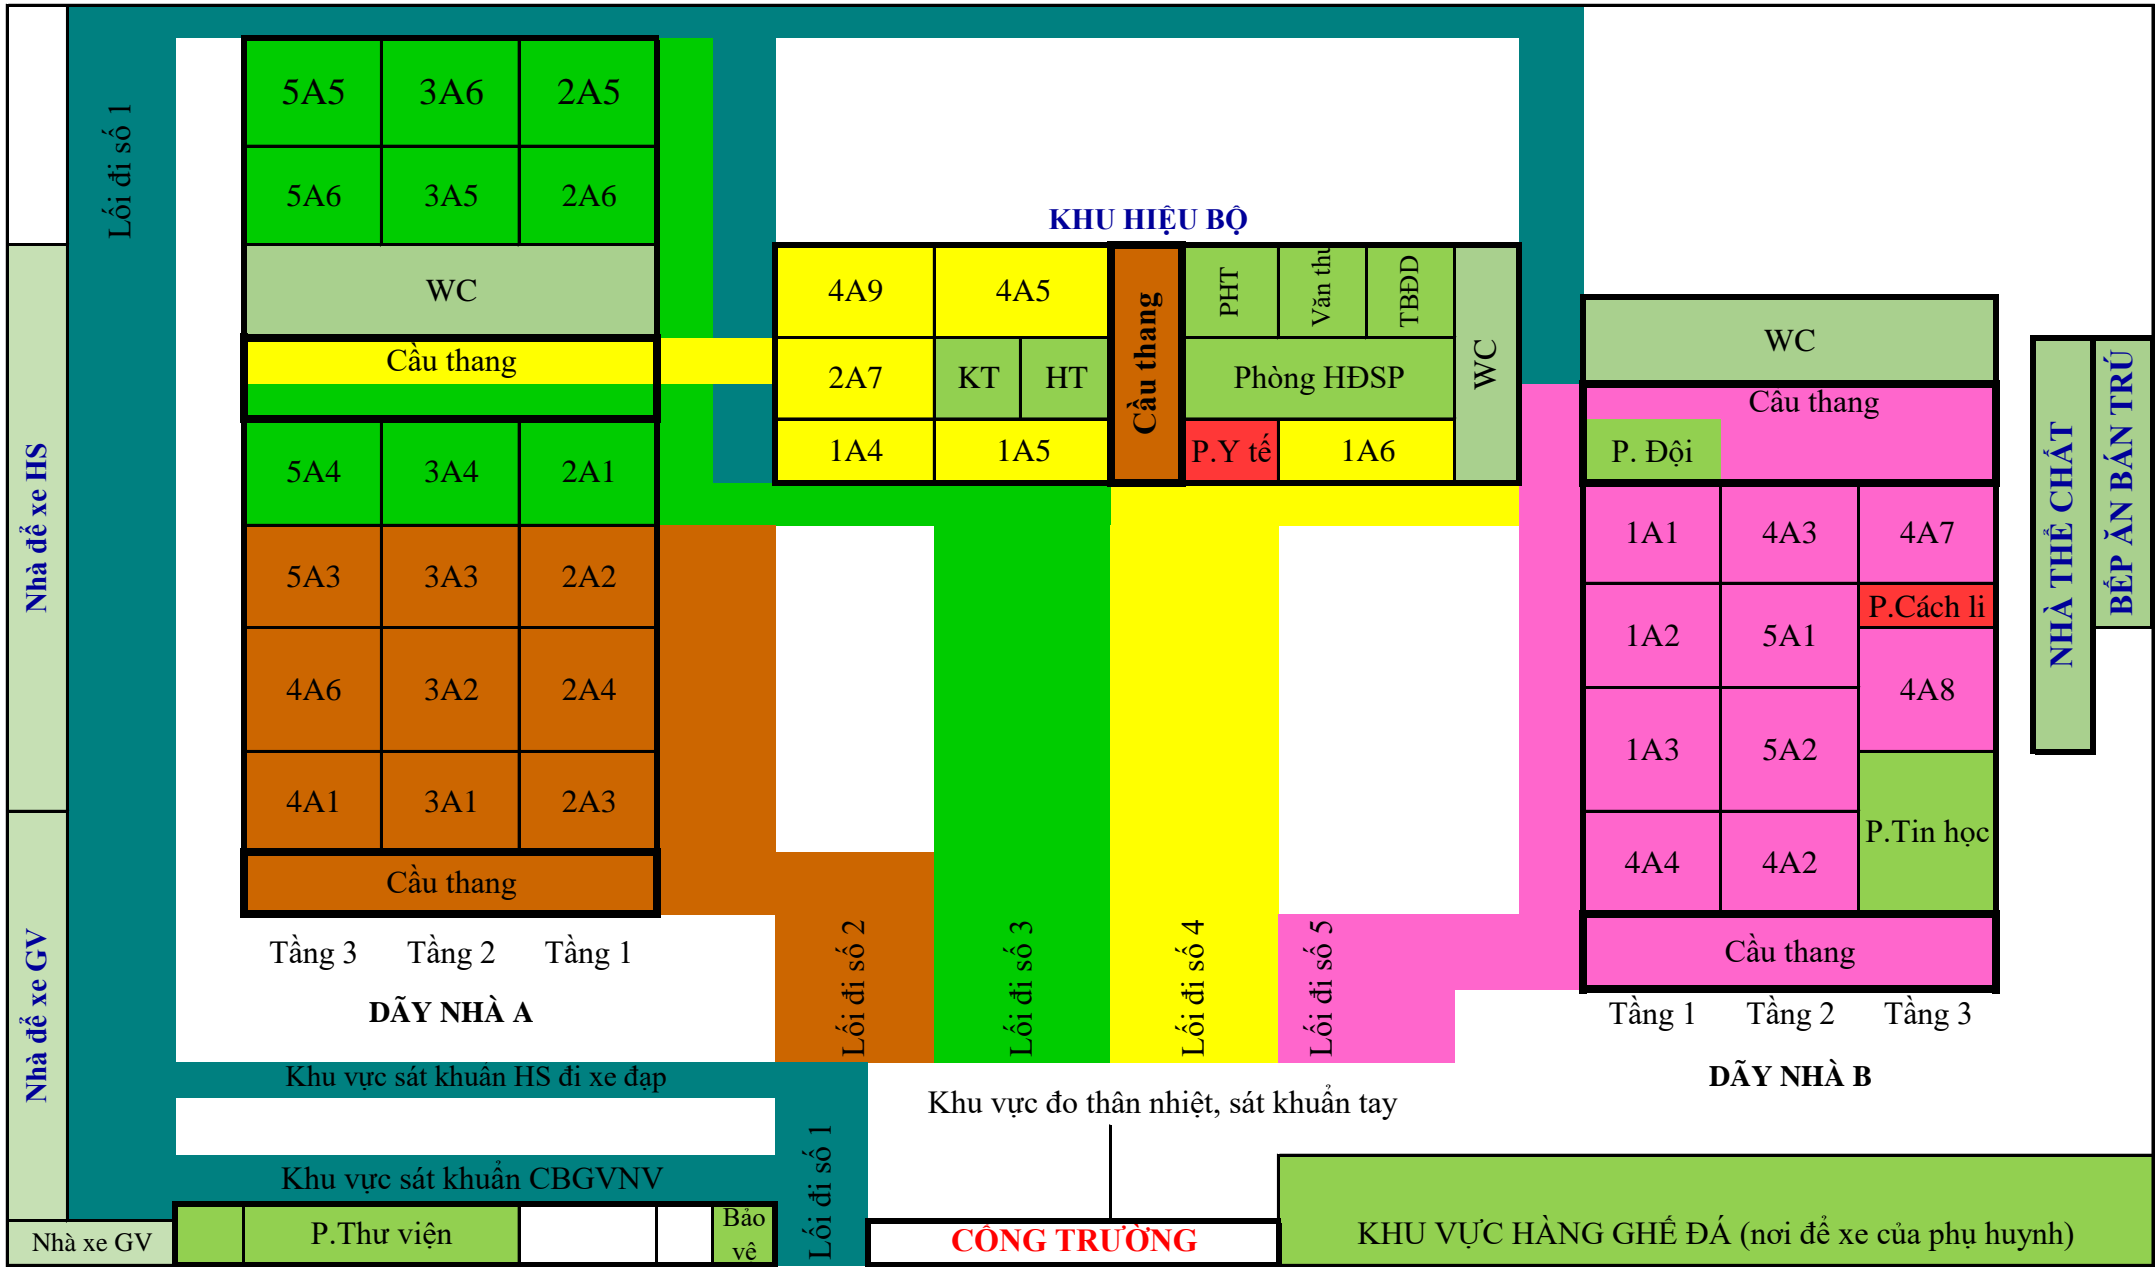 Lối đi số 1
5A5 3A6 2A5
5A6 3A5 2A6
WC
Cầu thang
5A4 3A4 2A1
5A3 3A3 2A2
4A6 3A2 2A4
4A1 3A1 2A3
Cầu thang
Tầng 3 Tầng 2 Tầng 1
DÃY NHÀ A
Nhà để xe HS
Nhà để xe GV
Nhà xe GV
KHU HIỆU BỘ
4A9 4A5
2A7 KT HT
1A4 1A5
Cầu thang
PHT Văn thư TBĐD
Phòng HĐSP
P.Y tế 1A6
WC
WC
Câu thang
P. Đội
1A1 4A3 4A7
P.Cách li
1A2 5A1
4A8
1A3 5A2
P.Tin học
4A4 4A2
Cầu thang
Tầng 1 Tầng 2 Tầng 3
DÃY NHÀ B
NHÀ THỂ CHẤT
BẾP ĂN BÁN TRÚ
Lối đi số 2
Lối đi số 3
Lối đi số 4
Lối đi số 5
Khu vực sát khuẩn HS đi xe đạp
Khu vực đo thân nhiệt, sát khuẩn tay
Khu vực sát khuẩn CBGVNV
Lối đi số 1
P.Thư viện
Bảo
vệ
CỔNG TRƯỜNG
KHU VỰC HÀNG GHẾ ĐÁ (nơi để xe của phụ huynh)